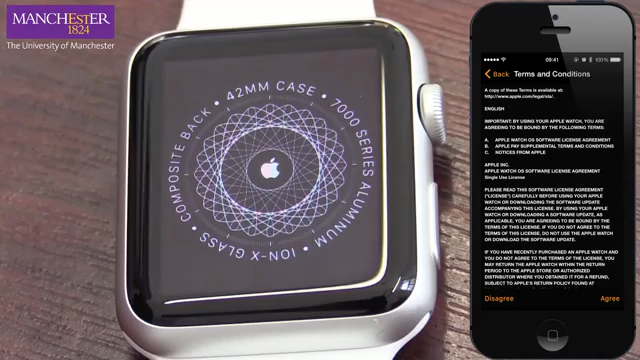 MANCHESTER
1824
The University of Manchester
42MM CASE • 7000 SERIES ALUMINUM • ION-X GLASS • COMPOSITE BACK •
09:41
100%
Back
Terms and Conditions
A copy of these Terms is available at:
http://www.apple.com/legal/sla/.
ENGLISH
IMPORTANT: BY USING YOUR APPLE WATCH, YOU ARE
AGREEING TO BE BOUND BY THE FOLLOWING TERMS:
A. APPLE WATCH OS SOFTWARE LICENSE AGREEMENT
B. APPLE PAY SUPPLEMENTAL TERMS AND CONDITIONS
C. NOTICES FROM APPLE
APPLE INC.
APPLE WATCH OS SOFTWARE LICENSE AGREEMENT
Single Use License
PLEASE READ THIS SOFTWARE LICENSE AGREEMENT
("LICENSE") CAREFULLY BEFORE USING YOUR APPLE
WATCH OR DOWNLOADING THE SOFTWARE UPDATE
ACCOMPANYING THIS LICENSE. BY USING YOUR APPLE
WATCH OR DOWNLOADING A SOFTWARE UPDATE, AS
APPLICABLE, YOU ARE AGREEING TO BE BOUND BY THE
TERMS OF THIS LICENSE. IF YOU DO NOT AGREE TO THE
TERMS OF THIS LICENSE, DO NOT USE THE APPLE WATCH
OR DOWNLOAD THE SOFTWARE UPDATE.
IF YOU HAVE RECENTLY PURCHASED AN APPLE WATCH AND
YOU DO NOT AGREE TO THE TERMS OF THE LICENSE, YOU
MAY RETURN THE APPLE WATCH WITHIN THE RETURN
PERIOD TO THE APPLE STORE OR AUTHORIZED
DISTRIBUTOR WHERE YOU OBTAINED IT FOR A REFUND,
SUBJECT TO APPLE'S RETURN POLICY FOUND AT
Disagree
Agree